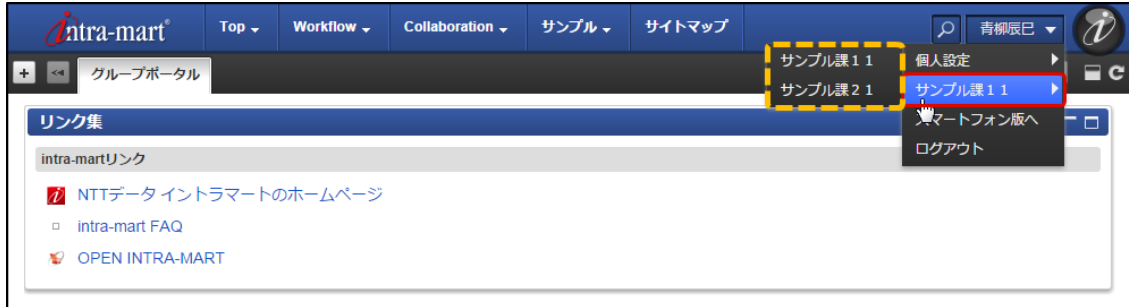 intra-mart Top Workflow Collaboration サンプル サイトマップ 青柳辰巳
グループポータル
サンプル課11
サンプル課21
個人設定
サンプル課11
スマートフォン版へ
ログアウト
リンク集
intra-martリンク
NTTデータ イントラマートのホームページ
intra-mart FAQ
OPEN INTRA-MART